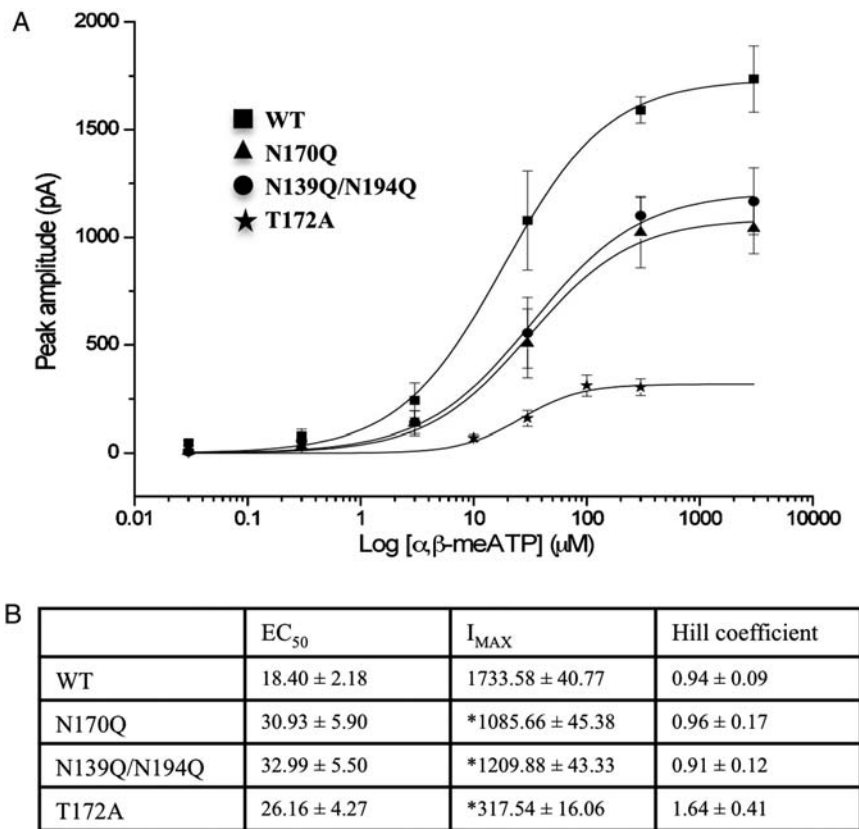 A
2000
1500
1000
500
0
Peak amplitude (pA)
WT
N170Q
N139Q/N194Q
T172A
0.01 0.1 1 10 100 1000 10000
Log [α,β-meATP] (μM)
B
EC₅₀ I_MAX Hill coefficient
WT 18.40 ± 2.18 1733.58 ± 40.77 0.94 ± 0.09
N170Q 30.93 ± 5.90 *1085.66 ± 45.38 0.96 ± 0.17
N139Q/N194Q 32.99 ± 5.50 *1209.88 ± 43.33 0.91 ± 0.12
T172A 26.16 ± 4.27 *317.54 ± 16.06 1.64 ± 0.41